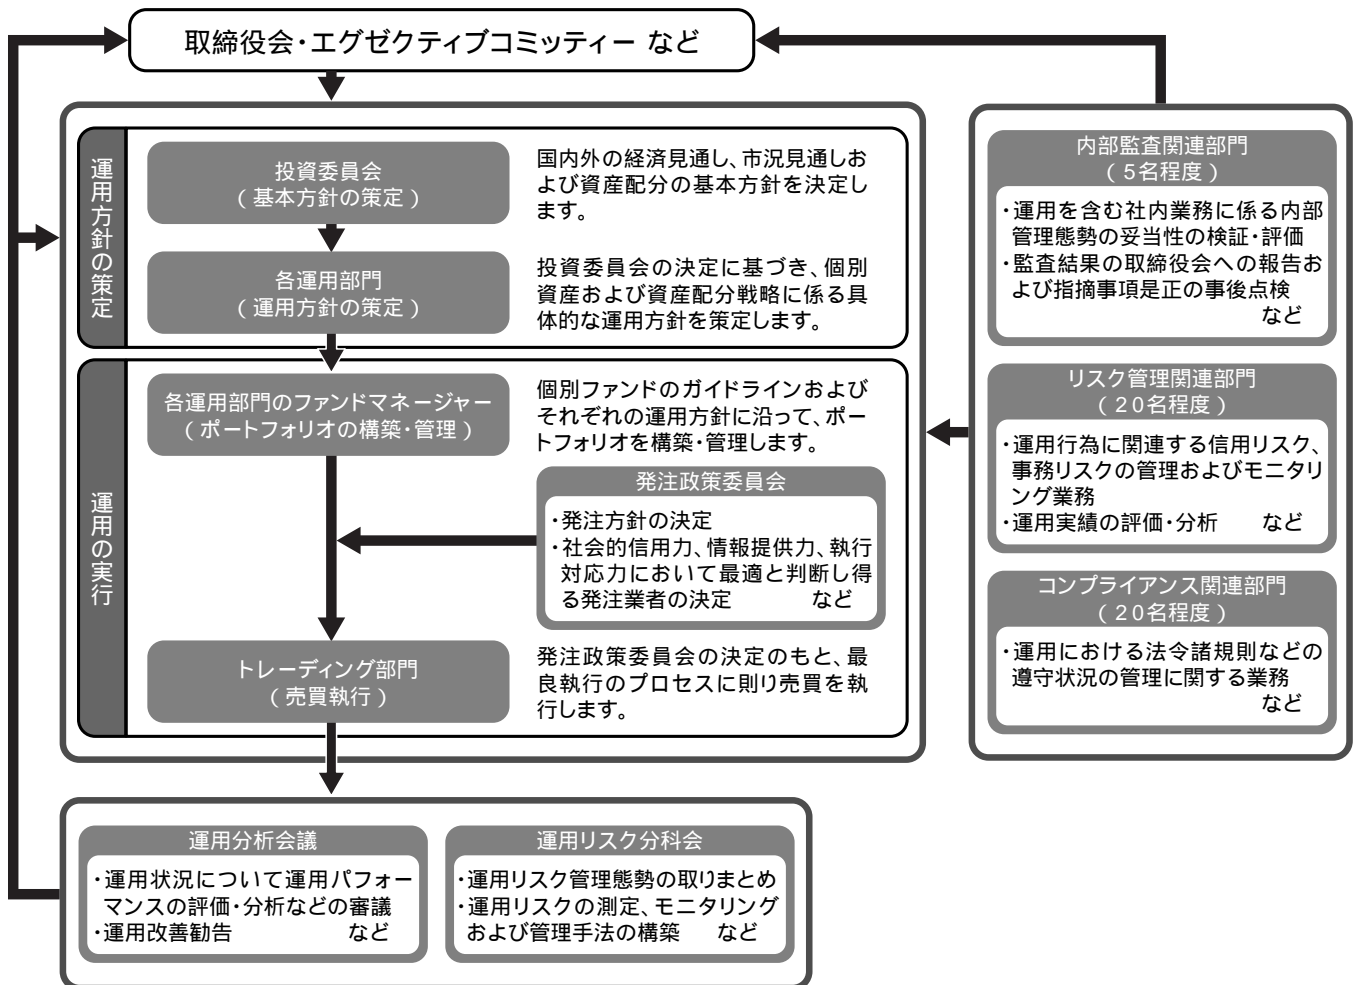 取締役会・エグゼクティブコミッティー など
運用方針の策定
投資委員会
（基本方針の策定）
国内外の経済見通し、市況見通しお
よび資産配分の基本方針を決定し
ます。
各運用部門
（運用方針の策定）
投資委員会の決定に基づき、個別
資産および資産配分戦略に係る具
体的な運用方針を策定します。
運用の実行
各運用部門のファンドマネージャー
（ポートフォリオの構築・管理）
個別ファンドのガイドラインおよび
それぞれの運用方針に沿って、ポー
トフォリオを構築・管理します。
発注政策委員会
・発注方針の決定
・社会的信用力、情報提供力、執行
対応力において最適と判断し得
る発注業者の決定 など
トレーディング部門
（売買執行）
発注政策委員会の決定のもと、最
良執行のプロセスに則り売買を執
行します。
内部監査関連部門
（5名程度）
・運用を含む社内業務に係る内部
管理態勢の妥当性の検証・評価
・監査結果の取締役会への報告お
よび指摘事項是正の事後点検
など
リスク管理関連部門
（20名程度）
・運用行為に関連する信用リスク、
事務リスクの管理およびモニタリ
ング業務
・運用実績の評価・分析 など
コンプライアンス関連部門
（20名程度）
・運用における法令諸規則などの
遵守状況の管理に関する業務
など
運用分析会議
・運用状況について運用パフォー
マンスの評価・分析などの審議
・運用改善勧告 など
運用リスク分科会
・運用リスク管理態勢の取りまとめ
・運用リスクの測定、モニタリング
および管理手法の構築 など